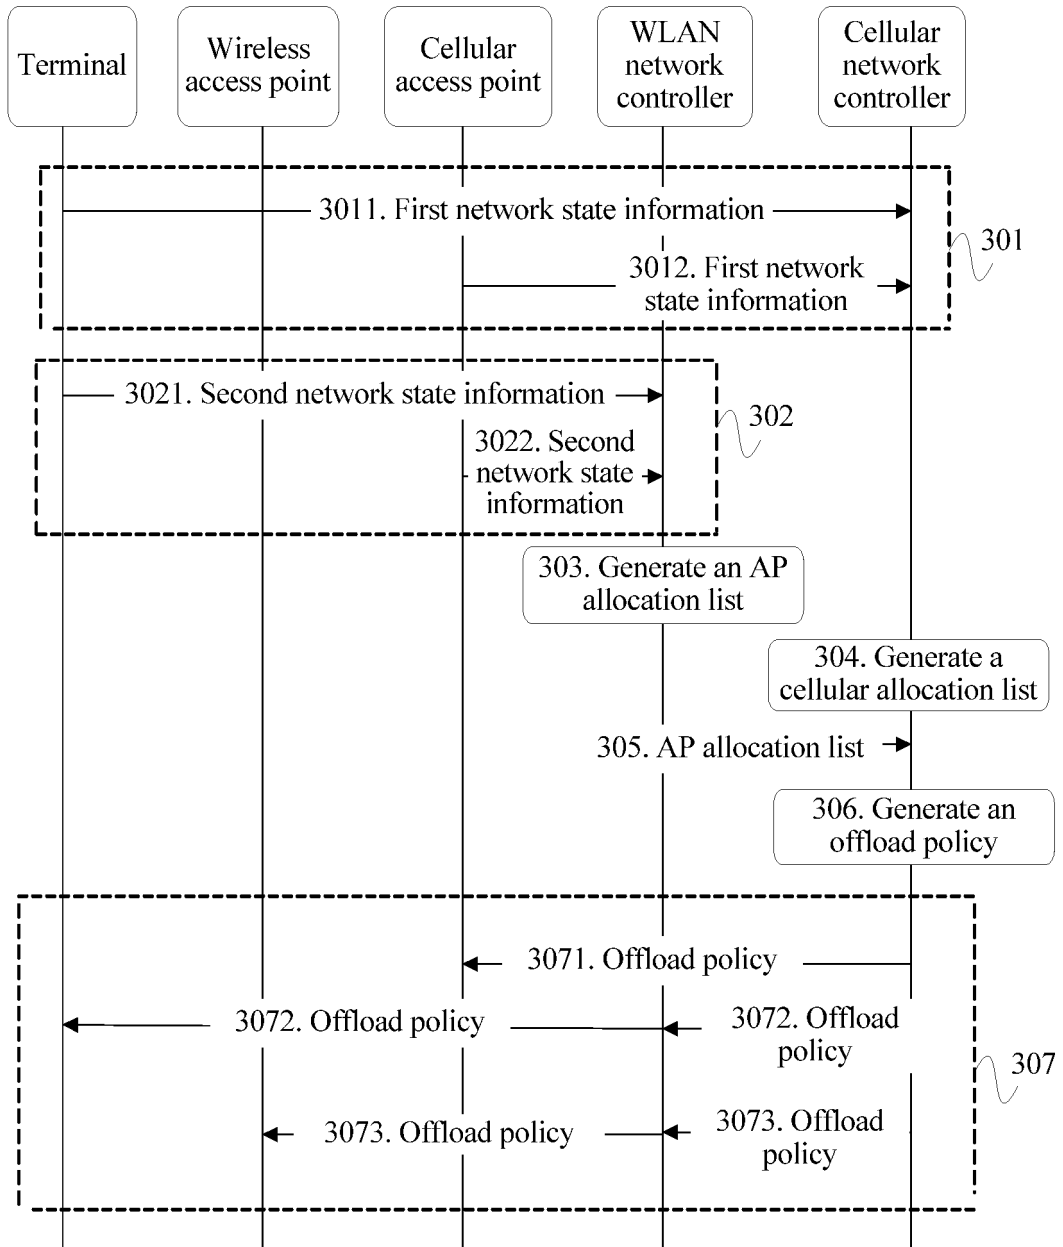 Terminal
Wireless
access point
Cellular
access point
WLAN
network
controller
Cellular
network
controller
3011. First network state information
3012. First network
state information
301
3021. Second network state information
3022. Second
network state
information
302
303. Generate an AP
allocation list
304. Generate a
cellular allocation list
305. AP allocation list
306. Generate an
offload policy
3071. Offload policy
3072. Offload policy
3072. Offload
policy
307
3073. Offload policy
3073. Offload
policy